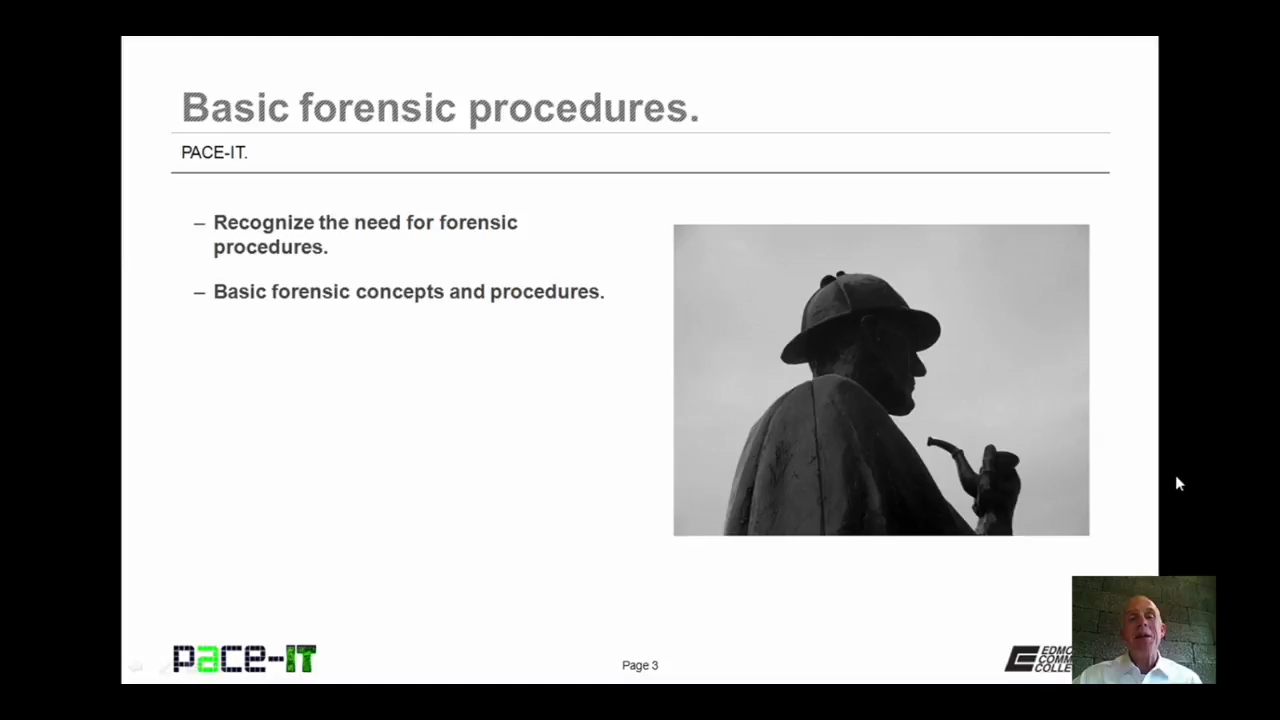 Basic forensic procedures.
PACE-IT.
– Recognize the need for forensic
procedures.
– Basic forensic concepts and procedures.
pace-IT
Page 3
COLLE